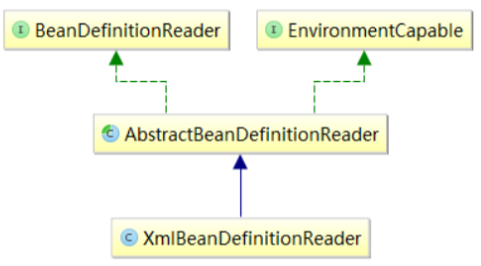 I BeanDefinitionReader
I EnvironmentCapable
C AbstractBeanDefinitionReader
C XmlBeanDefinitionReader